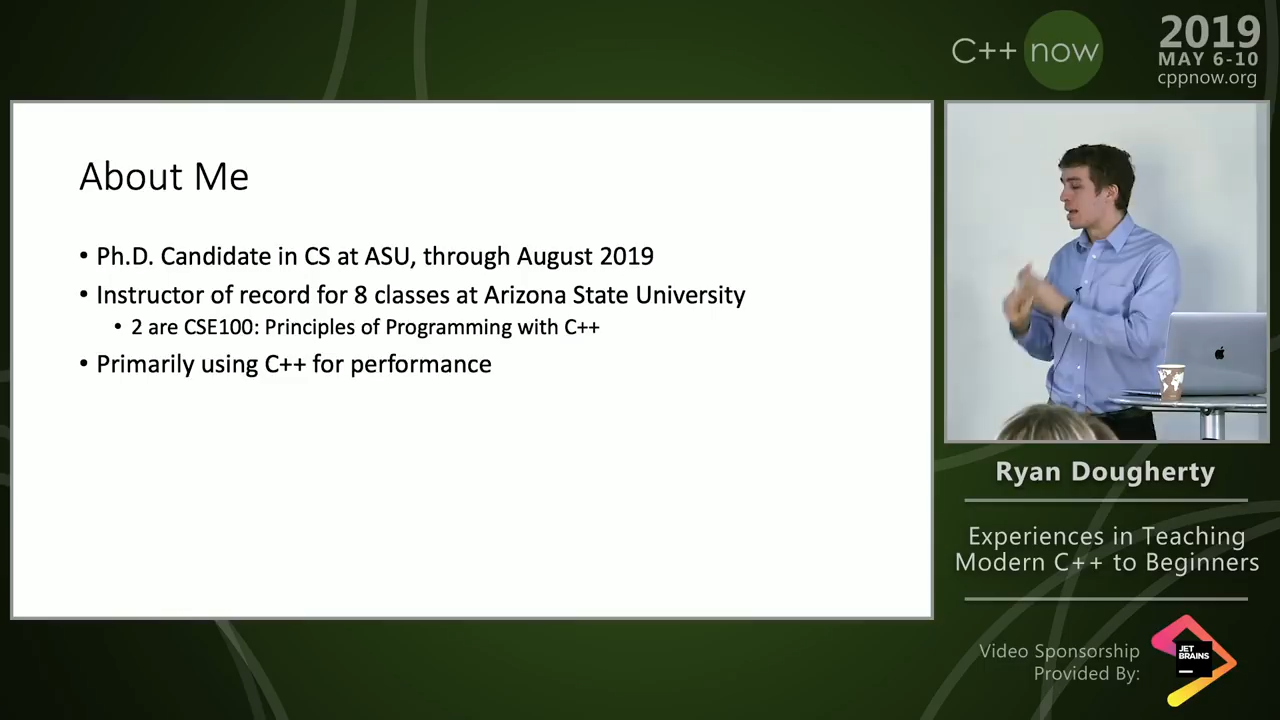 C++ now
2019
MAY 6-10
cppnow.org
About Me
• Ph.D. Candidate in CS at ASU, through August 2019
• Instructor of record for 8 classes at Arizona State University
• 2 are CSE100: Principles of Programming with C++
• Primarily using C++ for performance
Ryan Dougherty
Experiences in Teaching
Modern C++ to Beginners
Video Sponsorship
Provided By:
JET
BRAINS